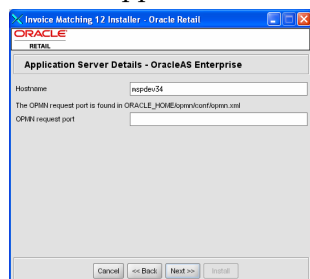 Invoice Matching 12 Installer - Oracle Retail
ORACLE
RETAIL
Application Server Details - OracleAS Enterprise
Hostname
mspdev34
The OPMN request port is found in ORACLE_HOME/opmn/conf/opmn.xml
OPMN request port
Cancel
<< Back
Next >>
Install